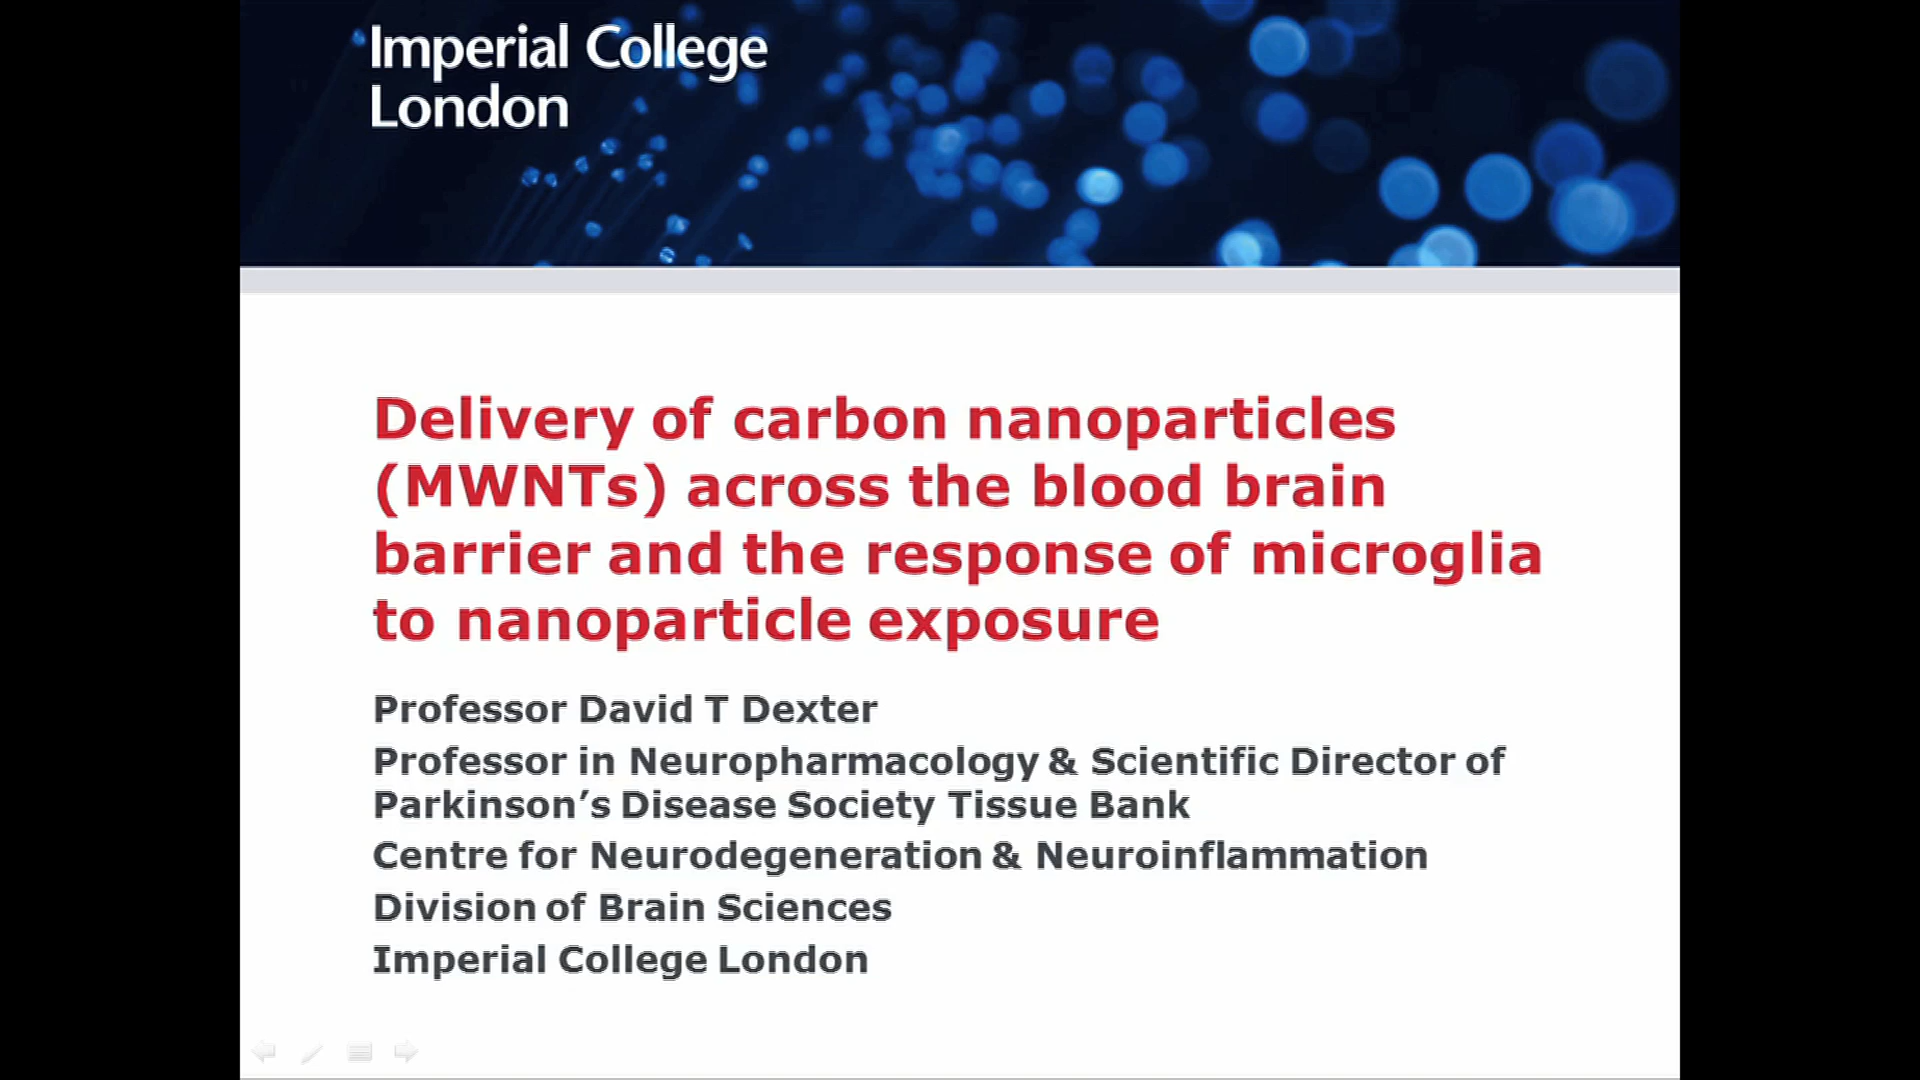 Imperial College
London
Delivery of carbon nanoparticles
(MWNTs) across the blood brain
barrier and the response of microglia
to nanoparticle exposure
Professor David T Dexter
Professor in Neuropharmacology & Scientific Director of
Parkinson’s Disease Society Tissue Bank
Centre for Neurodegeneration & Neuroinflammation
Division of Brain Sciences
Imperial College London